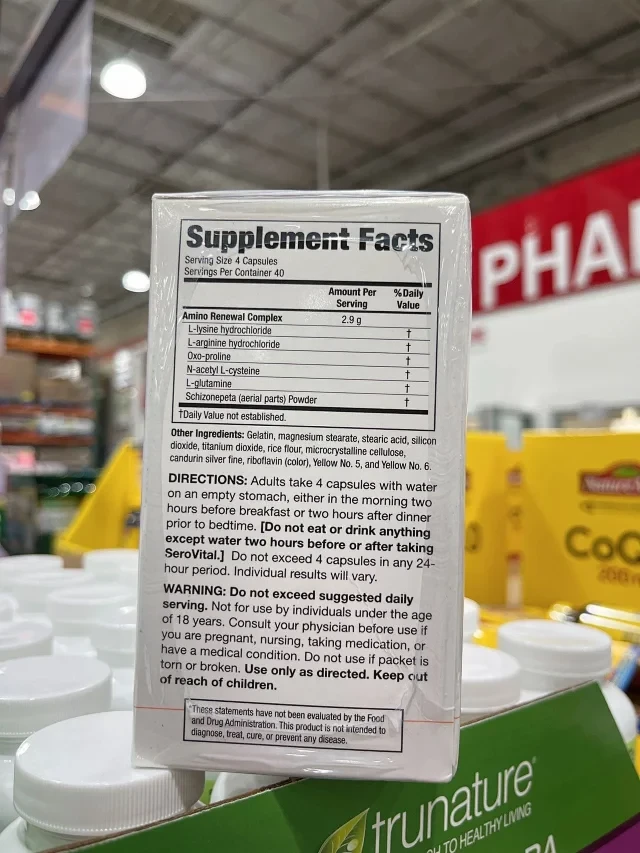 PHA
Supplement Facts
Serving Size 4 Capsules
Servings Per Container 40
Amount Per Serving
% Daily Value
Amino Renewal Complex 2.9 g
L-lysine hydrochloride †
L-arginine hydrochloride †
Oxo-proline †
N-acetyl L-cysteine †
L-glutamine †
Schizonepeta (aerial parts) Powder †
†Daily Value not established.
Other Ingredients: Gelatin, magnesium stearate, stearic acid, silicon
dioxide, titanium dioxide, rice flour, microcrystalline cellulose,
candurin silver fine, riboflavin (color), Yellow No. 5, and Yellow No. 6.
DIRECTIONS: Adults take 4 capsules with water
on an empty stomach, either in the morning two
hours before breakfast or two hours after dinner
prior to bedtime. [Do not eat or drink anything
except water two hours before or after taking
SeroVital.] Do not exceed 4 capsules in any 24-
hour period. Individual results will vary.
WARNING: Do not exceed suggested daily
serving. Not for use by individuals under the age
of 18 years. Consult your physician before use if
you are pregnant, nursing, taking medication, or
have a medical condition. Do not use if packet is
torn or broken. Use only as directed. Keep out
of reach of children.
*These statements have not been evaluated by the Food
and Drug Administration. This product is not intended to
diagnose, treat, cure, or prevent any disease.
CoQ
trunature
TO HEALTHY LIVING